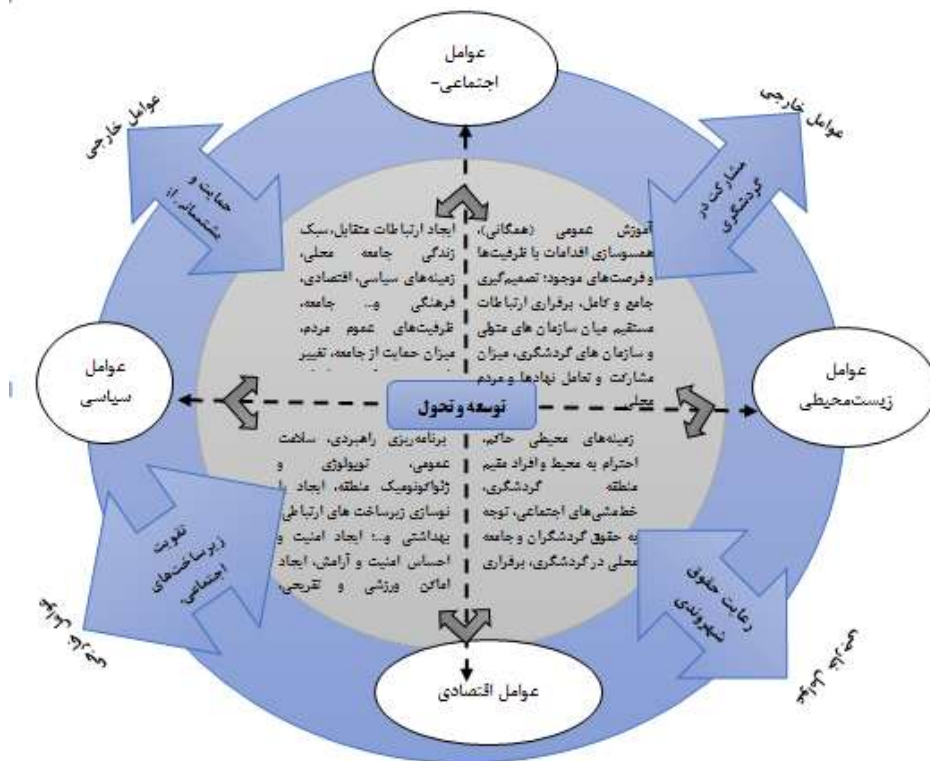 عوامل
اجتماعی-
عوامل خارجی
عوامل خارجی
مشارکت در
گردشگری
حمایت و
آموزش عمومی (همگانی)،
همسوسازی اقدامات با ظرفیت‌ها
و فرصت‌های موجود؛ تصمیم‌گیری
جامع و کامل، برقراری ارتباطات
مستقیم میان سازمان های متولی
و سازمان های گردشگری، میزان
مشارکت و تعامل نهادها و مردم
محلی
ایجاد ارتباطات متقابل، سبک
زندگی جامعه محلی،
زمینه‌های سیاسی، اقتصادی،
فرهنگی و... جامعه،
ظرفیت‌های عموم مردم،
میزان حمایت از جامعه، تغییر
عوامل
زیست‌محیطی
توسعه و تحول
عوامل
سیاسی
زمینه‌های محیطی حاکم،
احترام به محیط و افراد مقیم
منطقه گردشگری،
خط‌مشی‌های اجتماعی، توجه
به حقوق گردشگران و جامعه
محلی در گردشگری، برقراری
برنامه‌ریزی راهبردی، سلامت
عمومی، توپولوژی و
ژئواکونومیک منطقه، ایجاد یا
نوسازی زیرساخت های ارتباطی،
بهداشتی و...؛ ایجاد امنیت و
احساس امنیت و آرامش، ایجاد
اماکن ورزشی و تفریحی،
رعایت حقوق
شهروندی
تقویت
زیرساخت‌های
اجتماعی،
عوامل خارجی
عوامل خارجی
عوامل اقتصادی